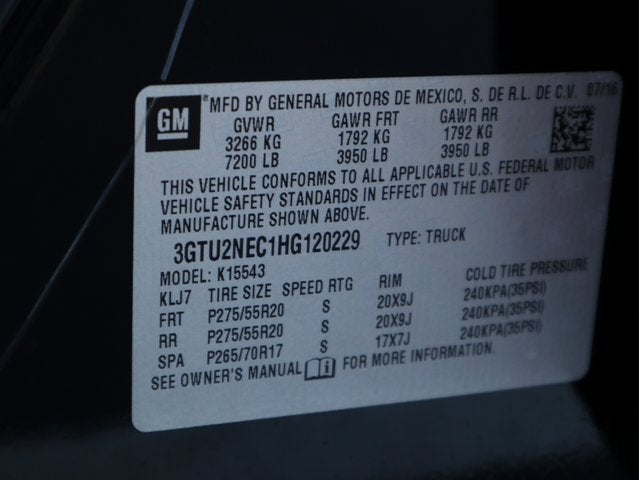 GM
® MFD BY GENERAL MOTORS DE MEXICO, S. DE R.L. DE C.V. 07/16
GVWR GAWR FRT GAWR RR
3266 KG 1792 KG 1792 KG
7200 LB 3950 LB 3950 LB
THIS VEHICLE CONFORMS TO ALL APPLICABLE U.S. FEDERAL MOTOR
VEHICLE SAFETY STANDARDS IN EFFECT ON THE DATE OF
MANUFACTURE SHOWN ABOVE.
3GTU2NEC1HG120229 TYPE: TRUCK
MODEL: K15543
KLJ7 TIRE SIZE SPEED RTG RIM COLD TIRE PRESSURE
FRT P275/55R20 S 20X9J 240KPA(35PSI)
RR P275/55R20 S 20X9J 240KPA(35PSI)
SPA P265/70R17 S 17X7J 240KPA(35PSI)
SEE OWNER'S MANUAL FOR MORE INFORMATION.